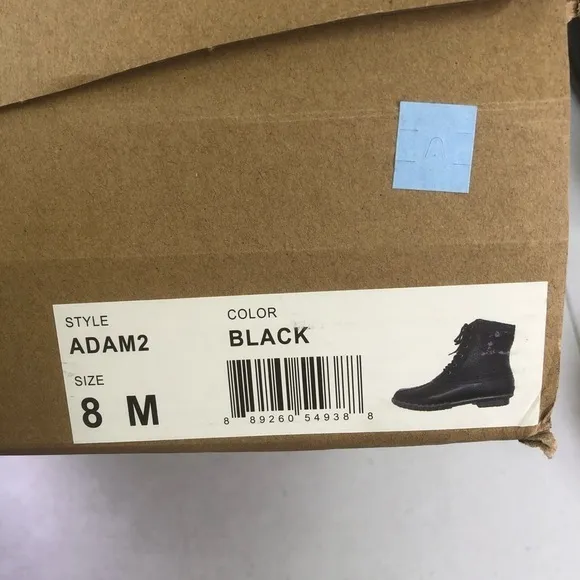 STYLE
ADAM2
COLOR
BLACK
SIZE
8 M
8 89260 54938 8